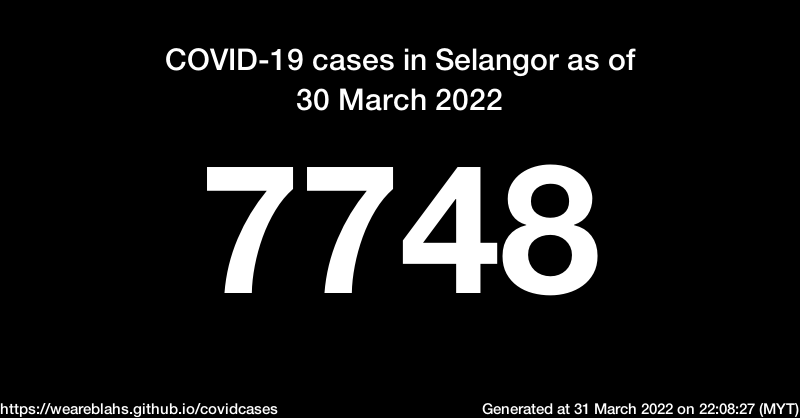 COVID-19 cases in Selangor as of
30 March 2022
7748
https://weareblahs.github.io/covidcases
Generated at 31 March 2022 on 22:08:27 (MYT)